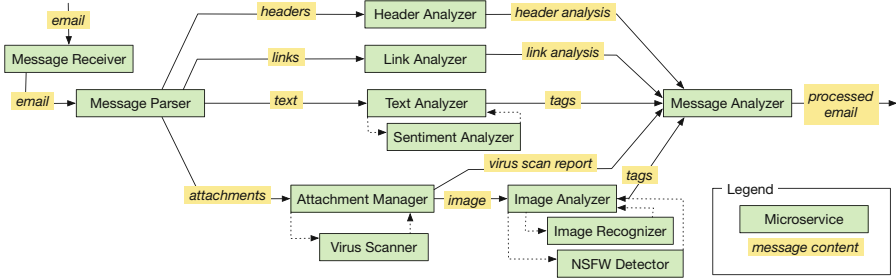 email
headers
Header Analyzer
header analysis
Message Receiver
links
Link Analyzer
link analysis
email
Message Parser
text
Text Analyzer
tags
Message Analyzer
processed
email
Sentiment Analyzer
virus scan report
tags
attachments
Attachment Manager
image
Image Analyzer
Virus Scanner
Image Recognizer
NSFW Detector
Legend
Microservice
message content